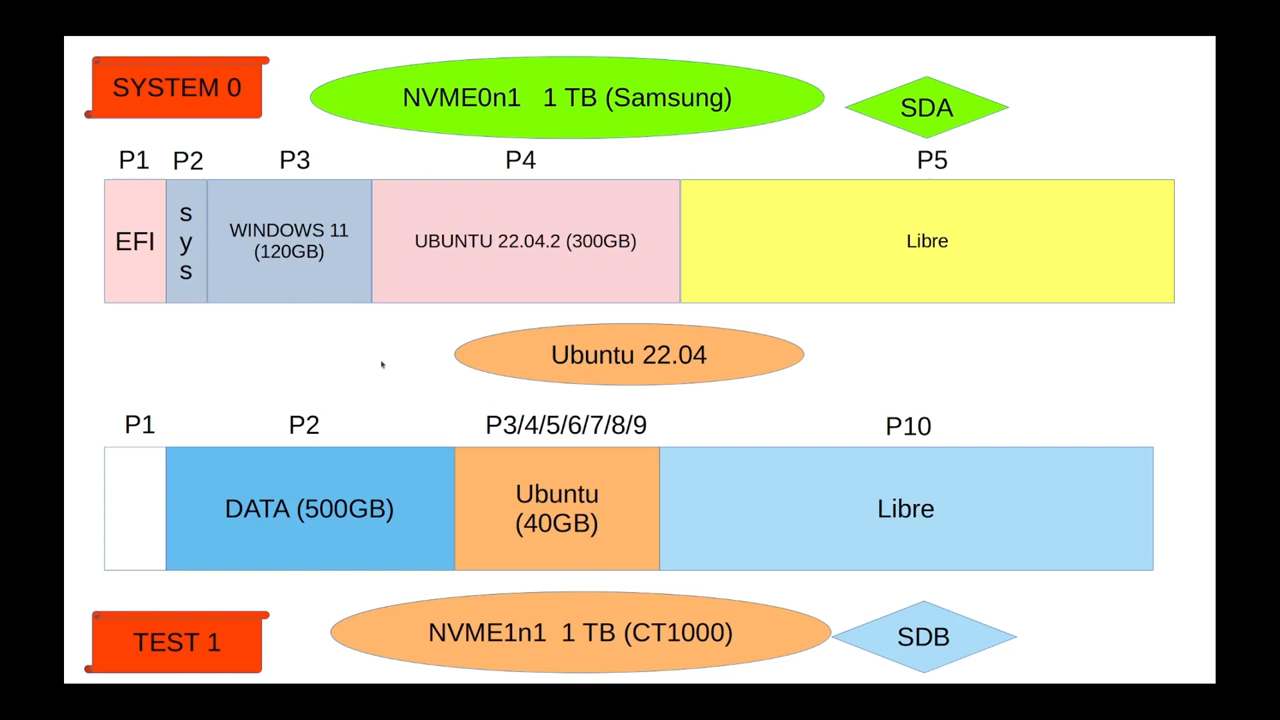 SYSTEM 0
NVME0n1 1 TB (Samsung)
SDA
P1
P2
P3
P4
P5
EFI
s
y
s
WINDOWS 11
(120GB)
UBUNTU 22.04.2 (300GB)
Libre
Ubuntu 22.04
P1
P2
P3/4/5/6/7/8/9
P10
DATA (500GB)
Ubuntu
(40GB)
Libre
TEST 1
NVME1n1 1 TB (CT1000)
SDB